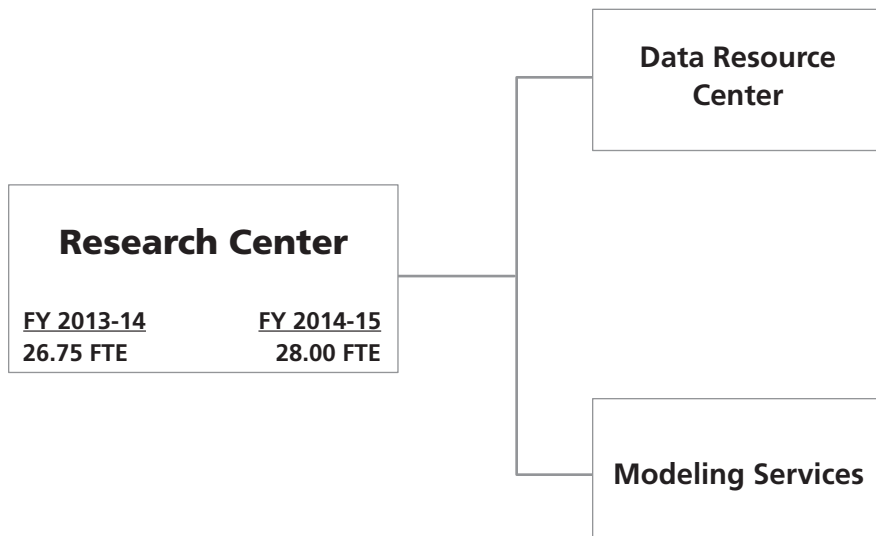 Data Resource
Center
Research Center
FY 2013-14 FY 2014-15
26.75 FTE 28.00 FTE
Modeling Services